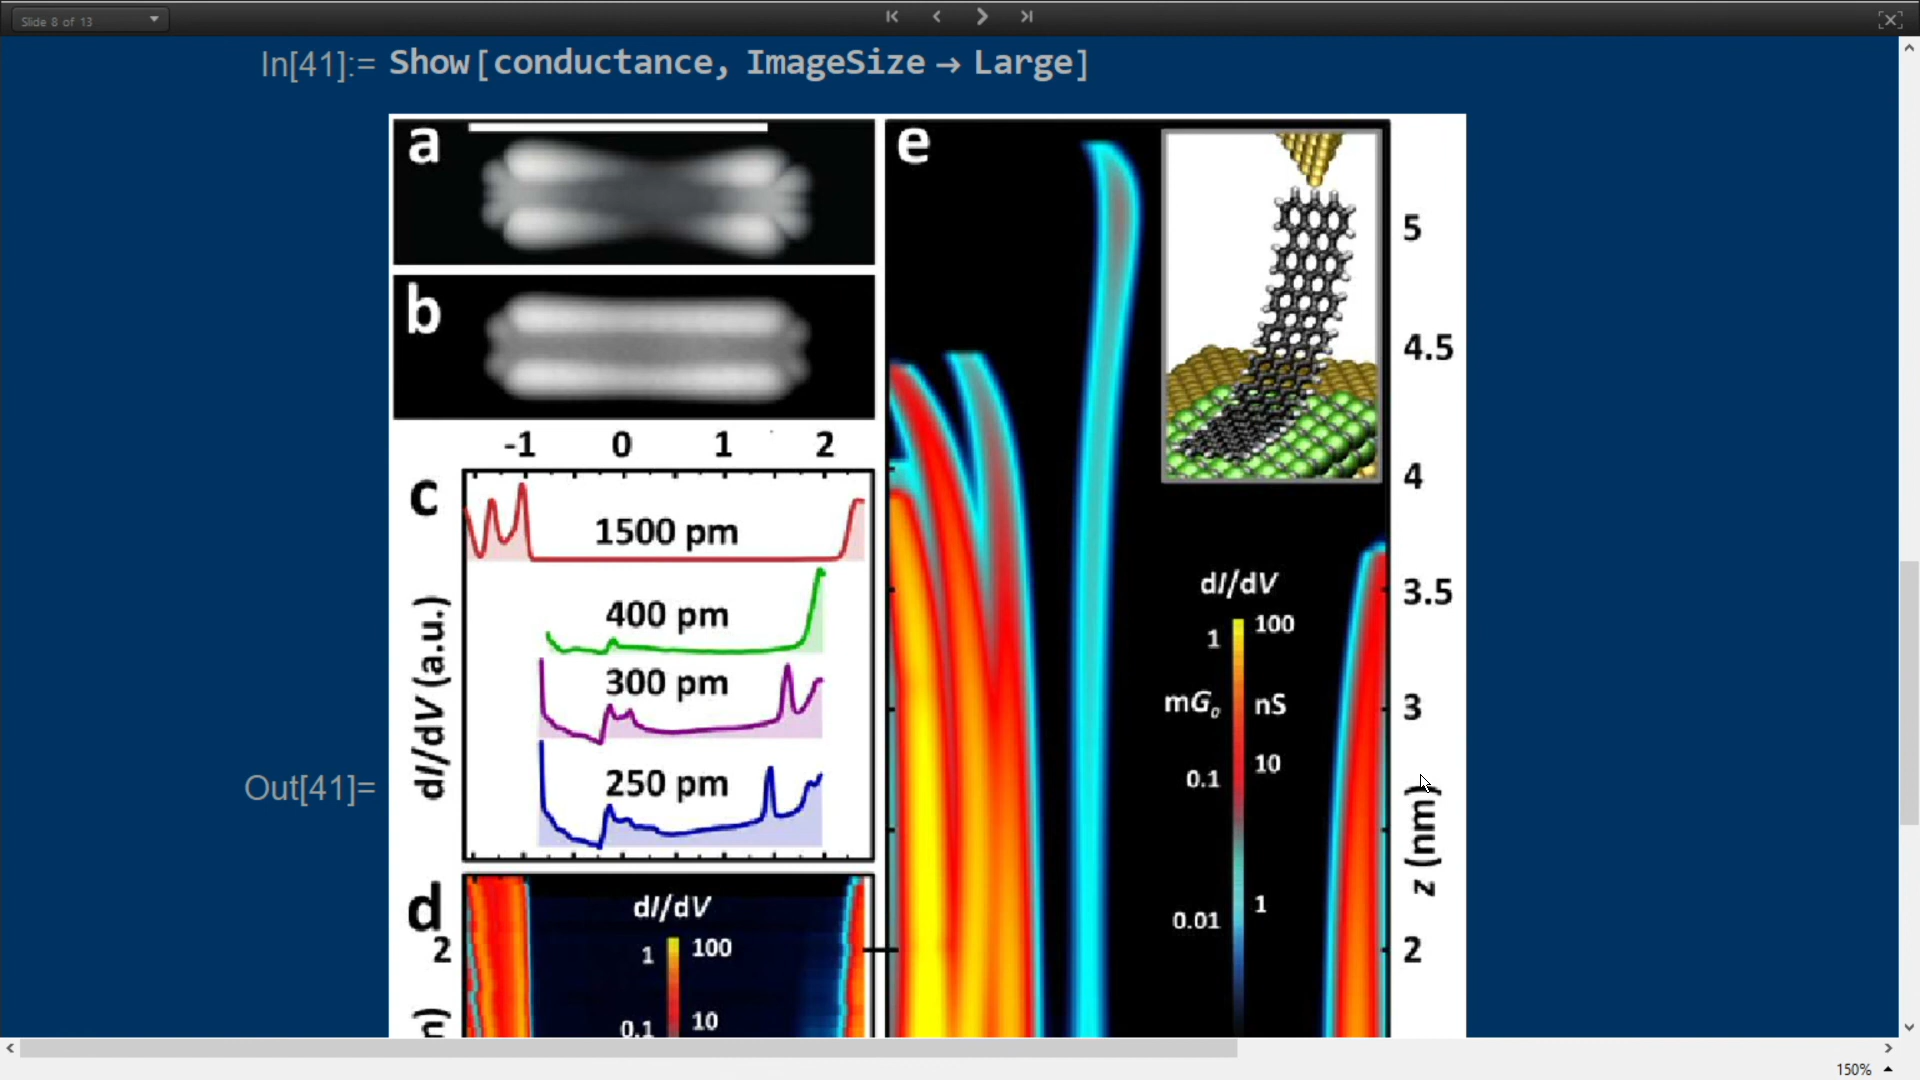 Slide 8 of 13
In[41]:= Show[conductance, ImageSize → Large]
a
b
-1 0 1 2
c
1500 pm
400 pm
300 pm
250 pm
dI/dV (a.u.)
Out[41]=
d
2
dI/dV
1 100
0.1 10
n)
e
5
4.5
4
3.5
3
2
z (nm)
dI/dV
1 100
mG₀ nS
0.1 10
0.01 1
150%